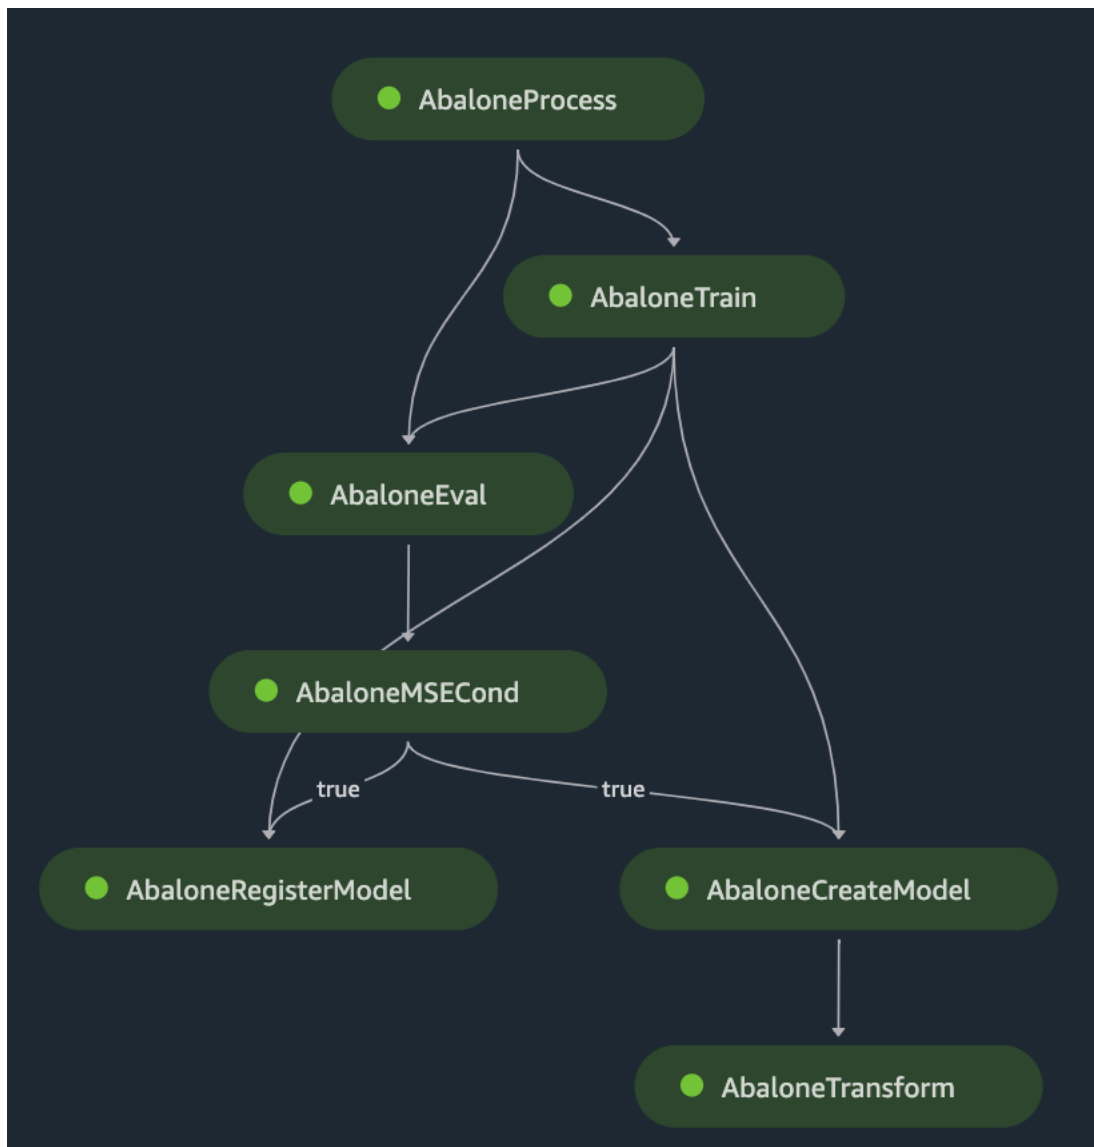 AbaloneProcess
AbaloneTrain
AbaloneEval
AbaloneMSECond
true
true
AbaloneRegisterModel
AbaloneCreateModel
AbaloneTransform